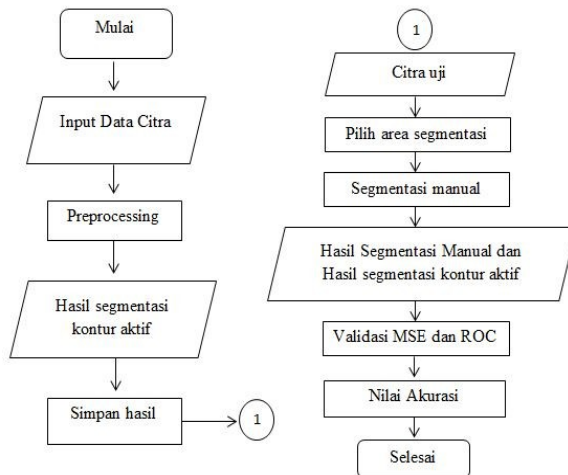 Mulai
Input Data Citra
Preprocessing
Hasil segmentasi
kontur aktif
Simpan hasil
1
1
Citra uji
Pilih area segmentasi
Segmentasi manual
Hasil Segmentasi Manual dan
Hasil segmentasi kontur aktif
Validasi MSE dan ROC
Nilai Akurasi
Selesai